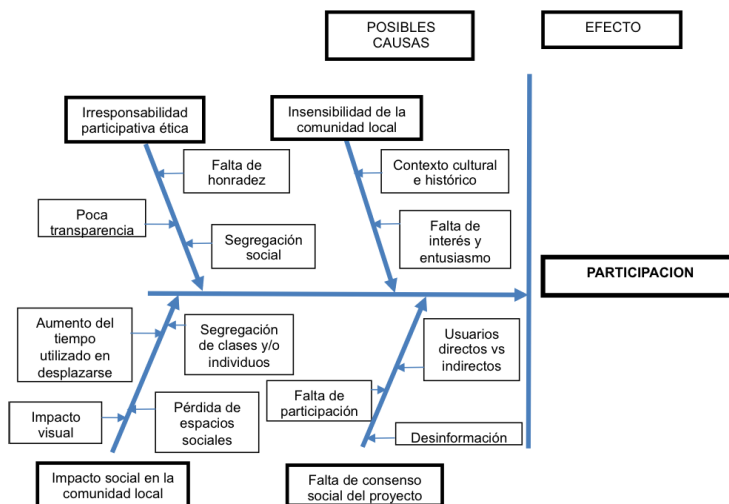 POSIBLES
CAUSAS
EFECTO
Irresponsabilidad
participativa ética
Insensibilidad de la
comunidad local
Falta de
honradez
Contexto cultural
e histórico
Poca
transparencia
Segregación
social
Falta de
interés y
entusiasmo
PARTICIPACION
Aumento del
tiempo
utilizado en
desplazarse
Segregación
de clases y/o
individuos
Usuarios
directos vs
indirectos
Impacto
visual
Pérdida de
espacios
sociales
Falta de
participación
Desinformación
Impacto social en la
comunidad local
Falta de consenso
social del proyecto